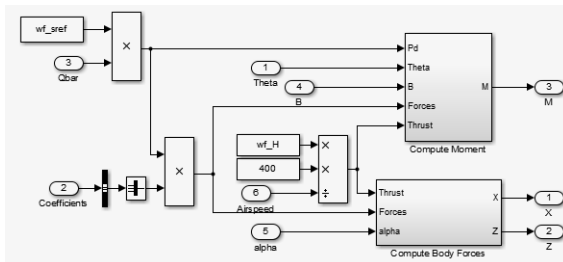 wf_sref
×
3
Qbar
1
Theta
4
B
Pd
Theta
B
Forces
Thrust
M
Compute Moment
3
M
2
Coefficients
×
wf_H
400
×
×
÷
6
Airspeed
5
alpha
Thrust
Forces
alpha
X
Z
Compute Body Forces
1
X
2
Z